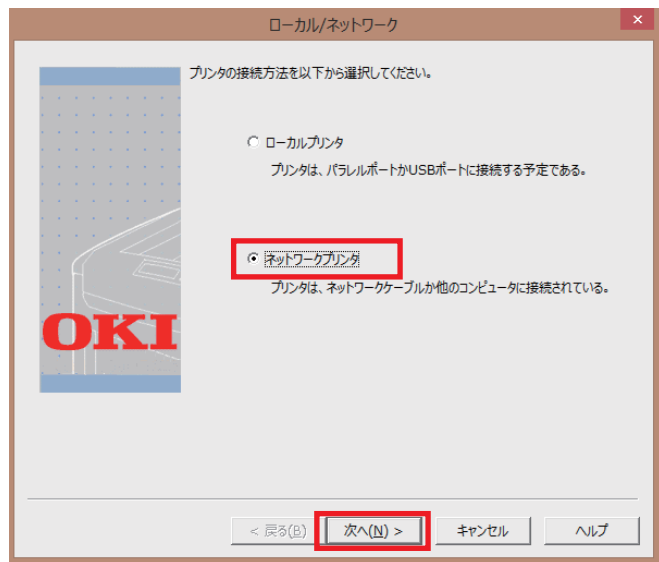 ローカル/ネットワーク
プリンタの接続方法を以下から選択してください。
ローカルプリンタ
プリンタは、パラレルポートかUSBポートに接続する予定である。
ネットワークプリンタ
プリンタは、ネットワークケーブルか他のコンピュータに接続されている。
OKI
< 戻る(B) 次へ(N) > キャンセル ヘルプ